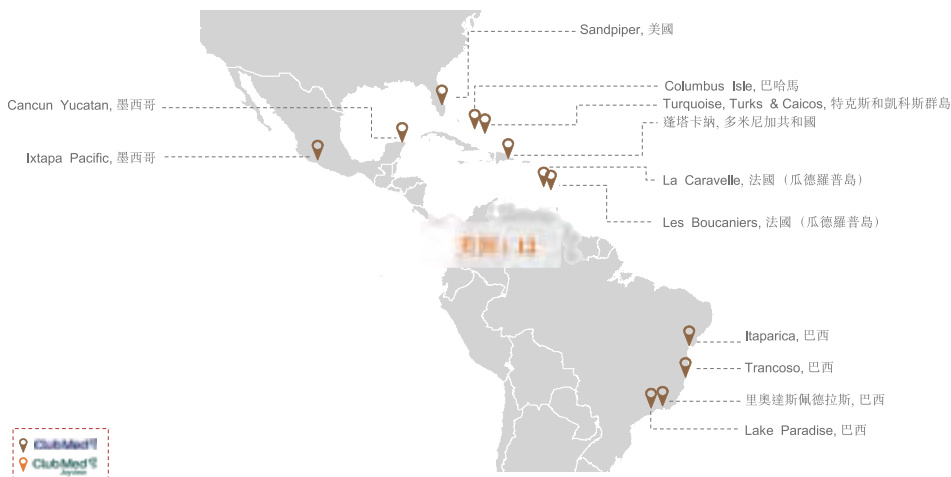 Sandpiper, 美國
Columbus Isle, 巴哈馬
Cancun Yucatan, 墨西哥
Turquoise, Turks & Caicos, 特克斯和凱科斯群島
蓬塔卡納, 多米尼加共和國
Ixtapa Pacific, 墨西哥
La Caravelle, 法國 (瓜德羅普島)
Les Boucaniers, 法國 (瓜德羅普島)
Itaparica, 巴西
Trancoso, 巴西
里奧達斯佩德拉斯, 巴西
Lake Paradise, 巴西
ClubMed
ClubMed
Joyview